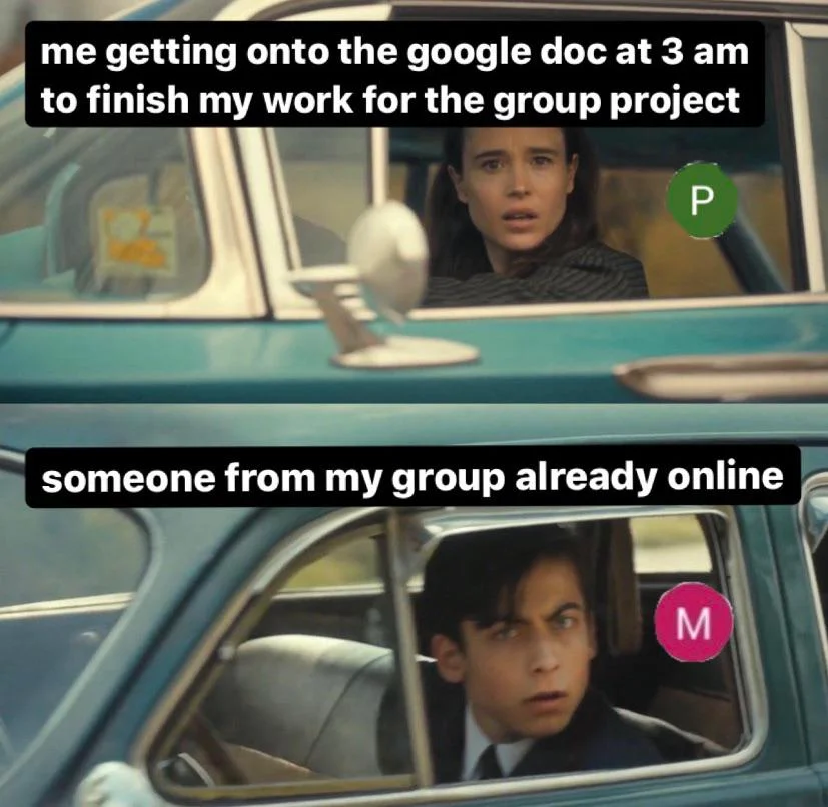 me getting onto the google doc at 3 am
to finish my work for the group project
P
someone from my group already online
M